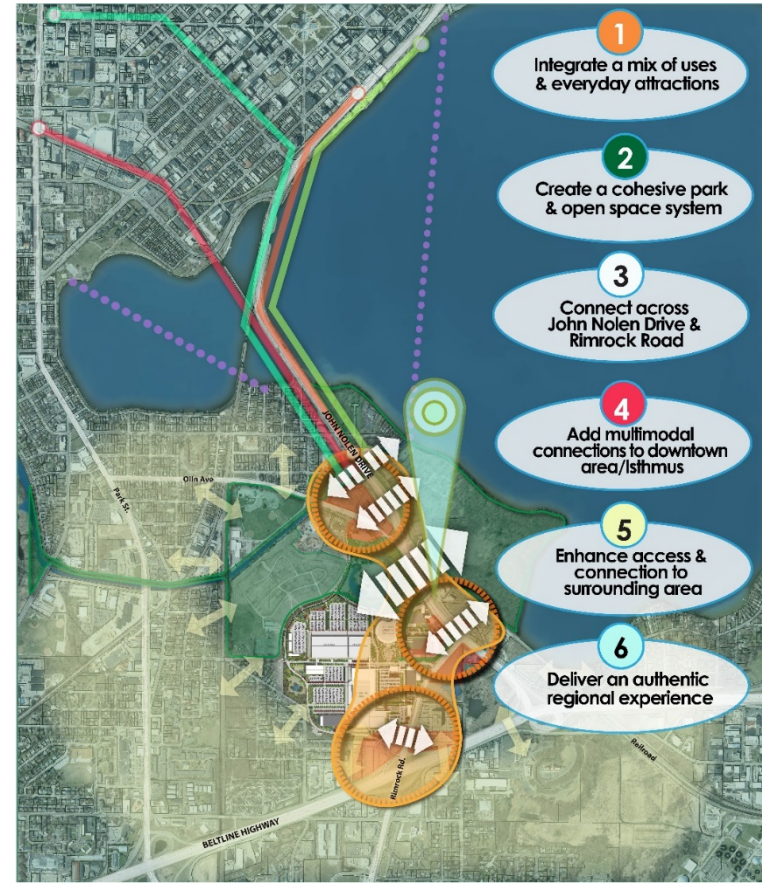 1
Integrate a mix of uses
& everyday attractions
2
Create a cohesive park
& open space system
3
Connect across
John Nolen Drive &
Rimrock Road
4
Add multimodal
connections to downtown
area/Isthmus
5
Enhance access &
connection to
surrounding area
6
Deliver an authentic
regional experience
JOHN NOLEN DRIVE
Olin Ave
Park St.
Rimrock Rd.
Railroad
BELTLINE HIGHWAY